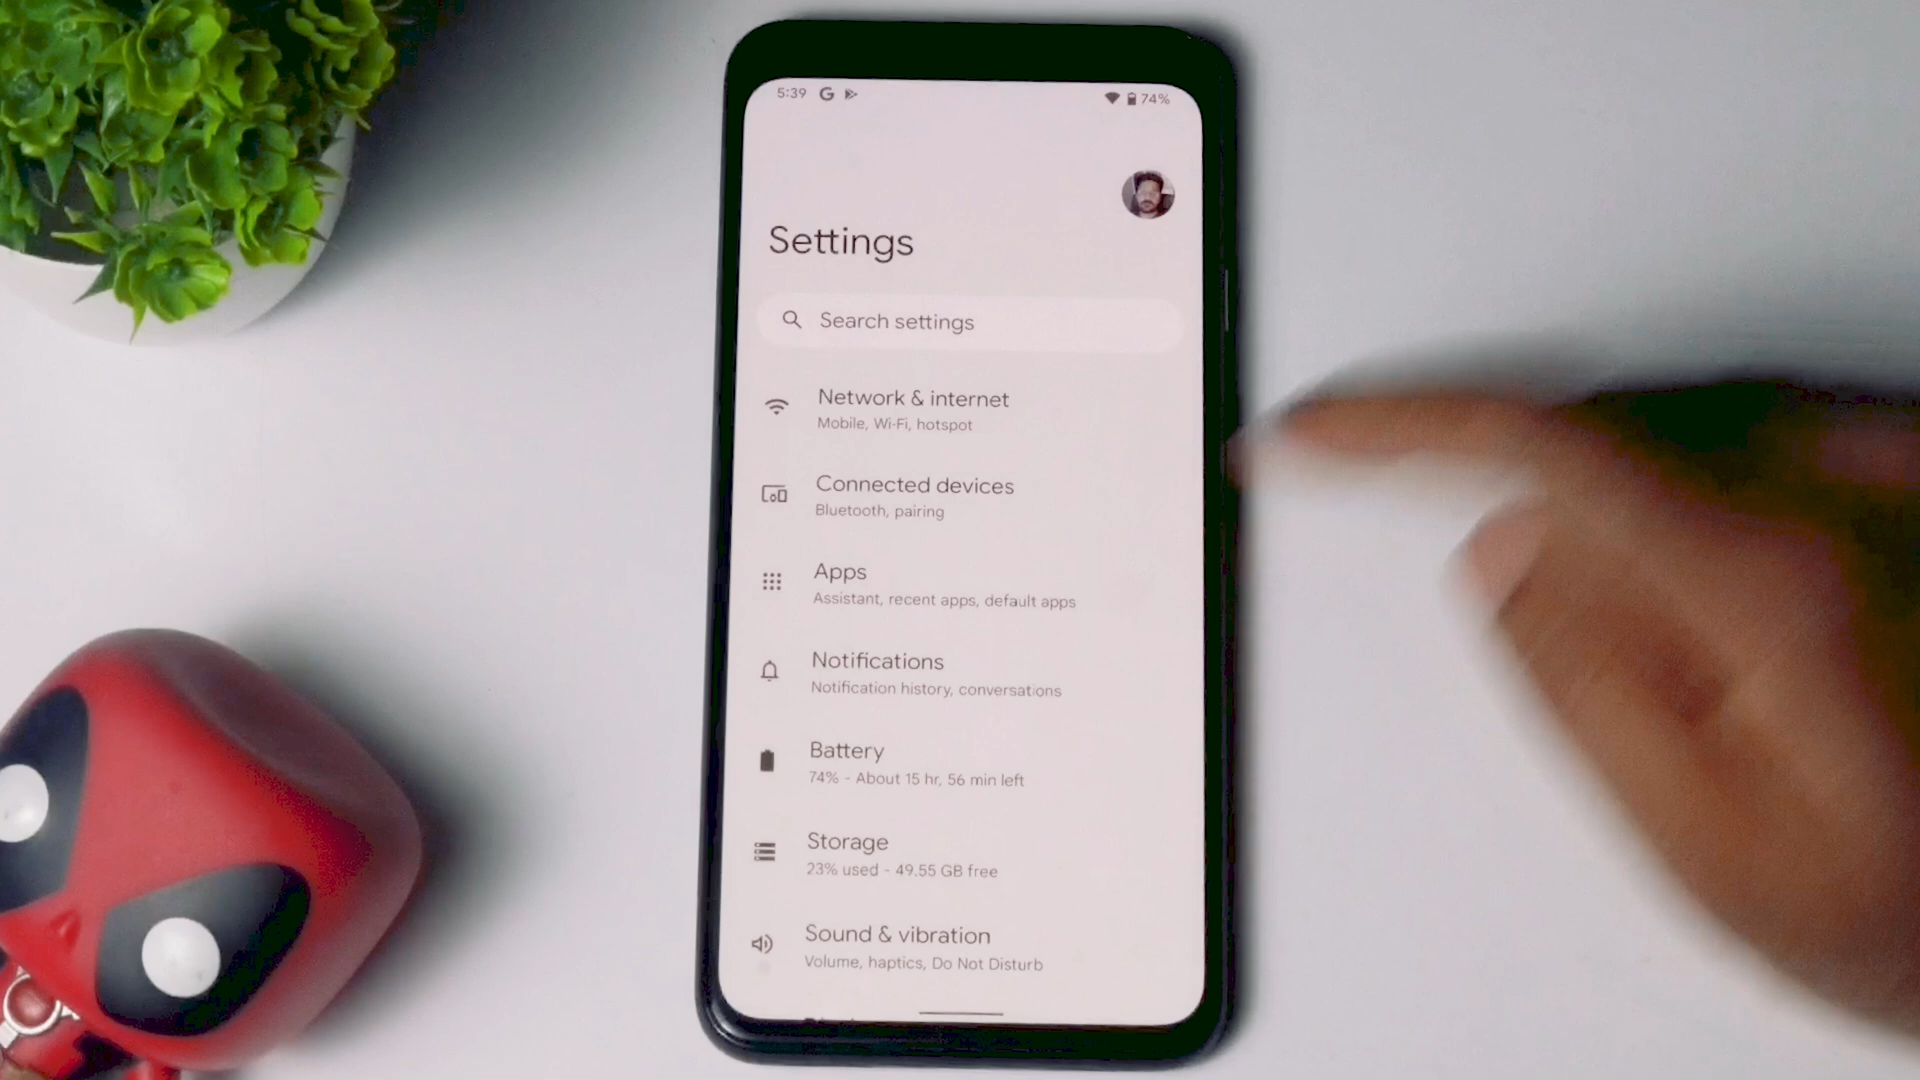 5:39 G 74%
Settings
Search settings
Network & internet
Mobile, Wi-Fi, hotspot
Connected devices
Bluetooth, pairing
Apps
Assistant, recent apps, default apps
Notifications
Notification history, conversations
Battery
74% - About 15 hr, 56 min left
Storage
23% used - 49.55 GB free
Sound & vibration
Volume, haptics, Do Not Disturb